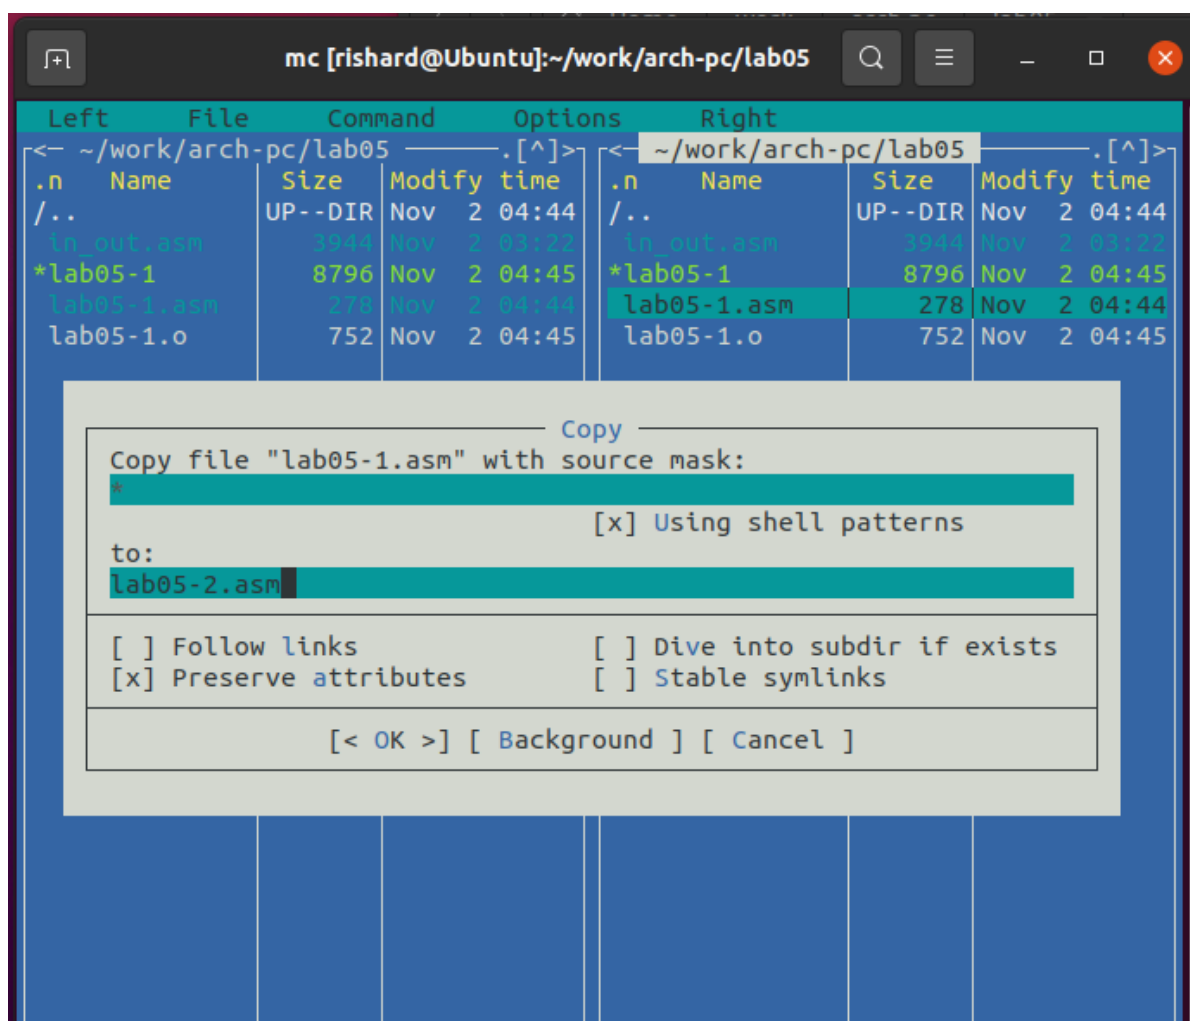 mc [rishard@Ubuntu]:~/work/arch-pc/lab05
Left File Command Options Right
<─ ~/work/arch-pc/lab05 ──────.[^]>
.n Name Size Modify time
/.. UP--DIR Nov 2 04:44
in_out.asm 3944 Nov 2 03:22
*lab05-1 8796 Nov 2 04:45
lab05-1.asm 278 Nov 2 04:44
lab05-1.o 752 Nov 2 04:45
<─ ~/work/arch-pc/lab05 ──────.[^]>
.n Name Size Modify time
/.. UP--DIR Nov 2 04:44
in_out.asm 3944 Nov 2 03:22
*lab05-1 8796 Nov 2 04:45
lab05-1.asm 278 Nov 2 04:44
lab05-1.o 752 Nov 2 04:45
Copy
Copy file "lab05-1.asm" with source mask:
*
[x] Using shell patterns
to:
lab05-2.asm
[ ] Follow links [ ] Dive into subdir if exists
[x] Preserve attributes [ ] Stable symlinks
[< OK >] [ Background ] [ Cancel ]